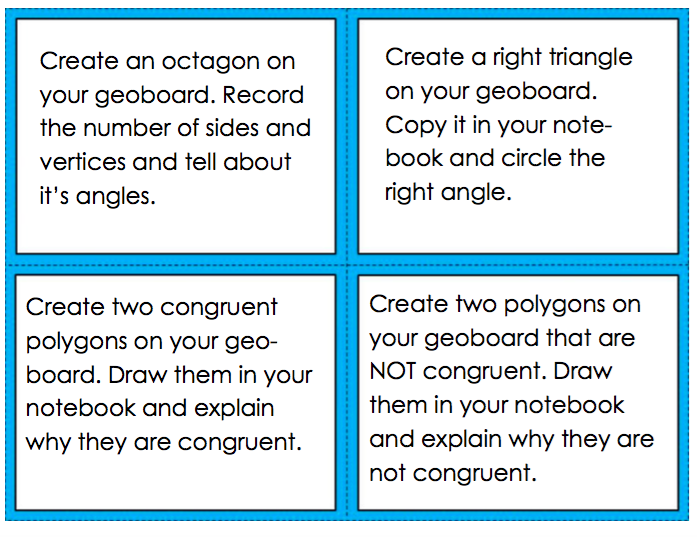 Create an octagon on
your geoboard. Record
the number of sides and
vertices and tell about
it's angles.
Create a right triangle
on your geoboard.
Copy it in your note-
book and circle the
right angle.
Create two congruent
polygons on your geo-
board. Draw them in your
notebook and explain
why they are congruent.
Create two polygons on
your geoboard that are
NOT congruent. Draw
them in your notebook
and explain why they are
not congruent.